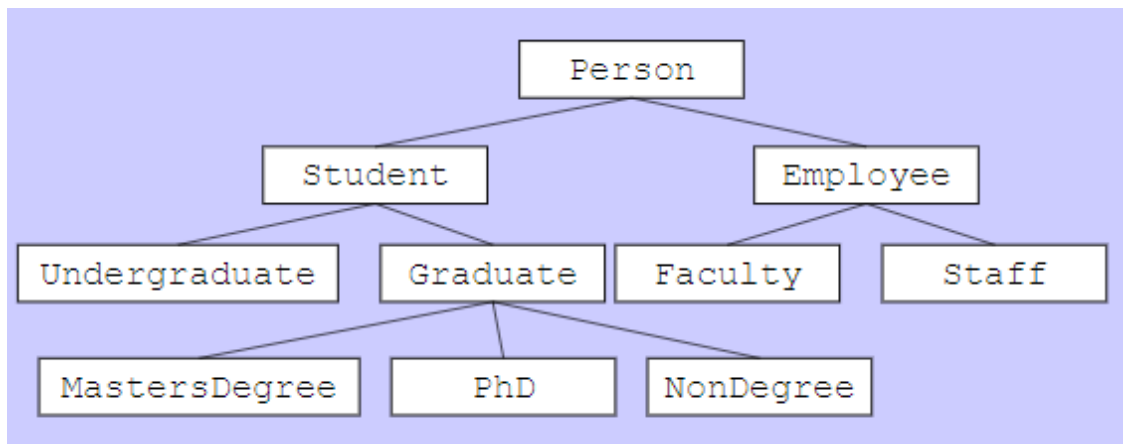 Person
Student
Employee
Undergraduate
Graduate
Faculty
Staff
MastersDegree
PhD
NonDegree